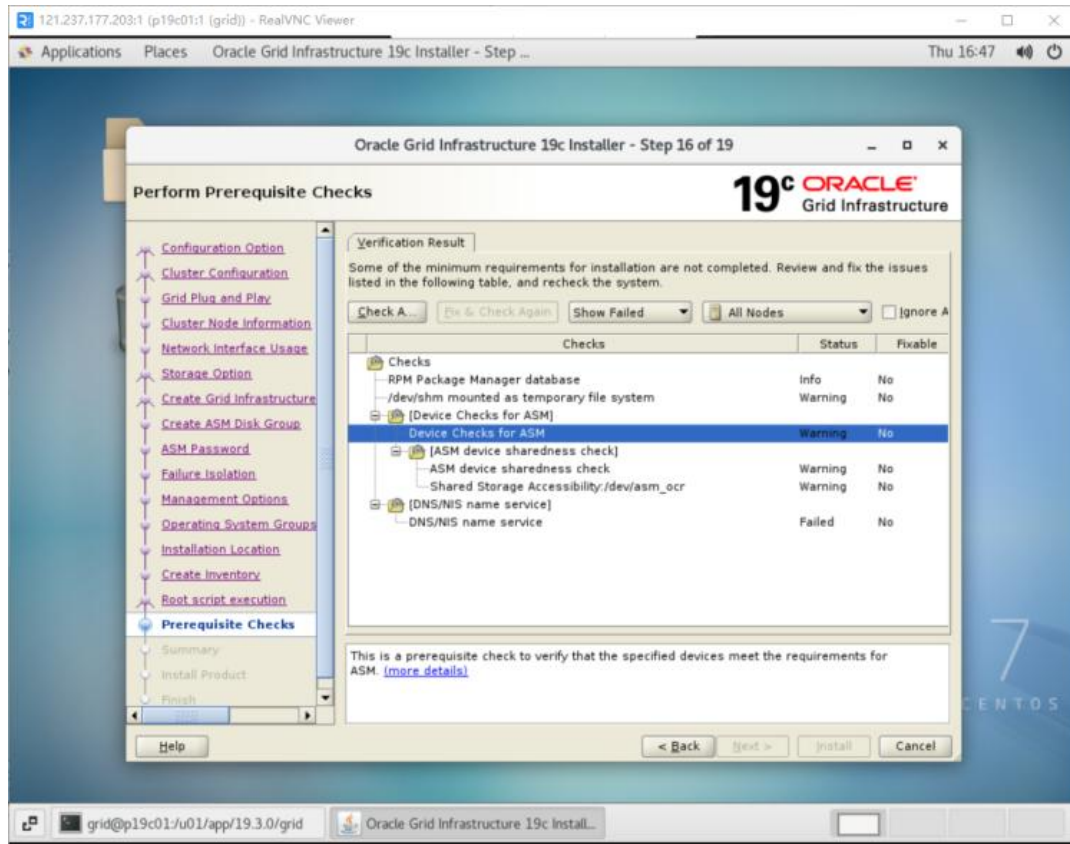 121.237.177.203:1 (p19c01:1 (grid)) - RealVNC Viewer
Applications Places Oracle Grid Infrastructure 19c Installer - Step ... Thu 16:47
Oracle Grid Infrastructure 19c Installer - Step 16 of 19
Perform Prerequisite Checks
19c ORACLE
Grid Infrastructure
Configuration Option
Cluster Configuration
Grid Plug and Play
Cluster Node Information
Network Interface Usage
Storage Option
Create Grid Infrastructure
Create ASM Disk Group
ASM Password
Failure Isolation
Management Options
Operating System Groups
Installation Location
Create Inventory
Root script execution
Prerequisite Checks
Summary
Install Product
Finish
Verification Result
Some of the minimum requirements for installation are not completed. Review and fix the issues
listed in the following table, and recheck the system.
Check A... Fix & Check Again Show Failed All Nodes Ignore A
Checks Status Fixable
Checks
RPM Package Manager database Info No
/dev/shm mounted as temporary file system Warning No
[Device Checks for ASM]
Device Checks for ASM Warning No
[ASM device sharedness check]
ASM device sharedness check Warning No
Shared Storage Accessibility:/dev/asm_ocr Warning No
[DNS/NIS name service]
DNS/NIS name service Failed No
This is a prerequisite check to verify that the specified devices meet the requirements for
ASM. (more details)
Help < Back Next > Install Cancel
7
CENTOS
grid@p19c01:/u01/app/19.3.0/grid Oracle Grid Infrastructure 19c Install...